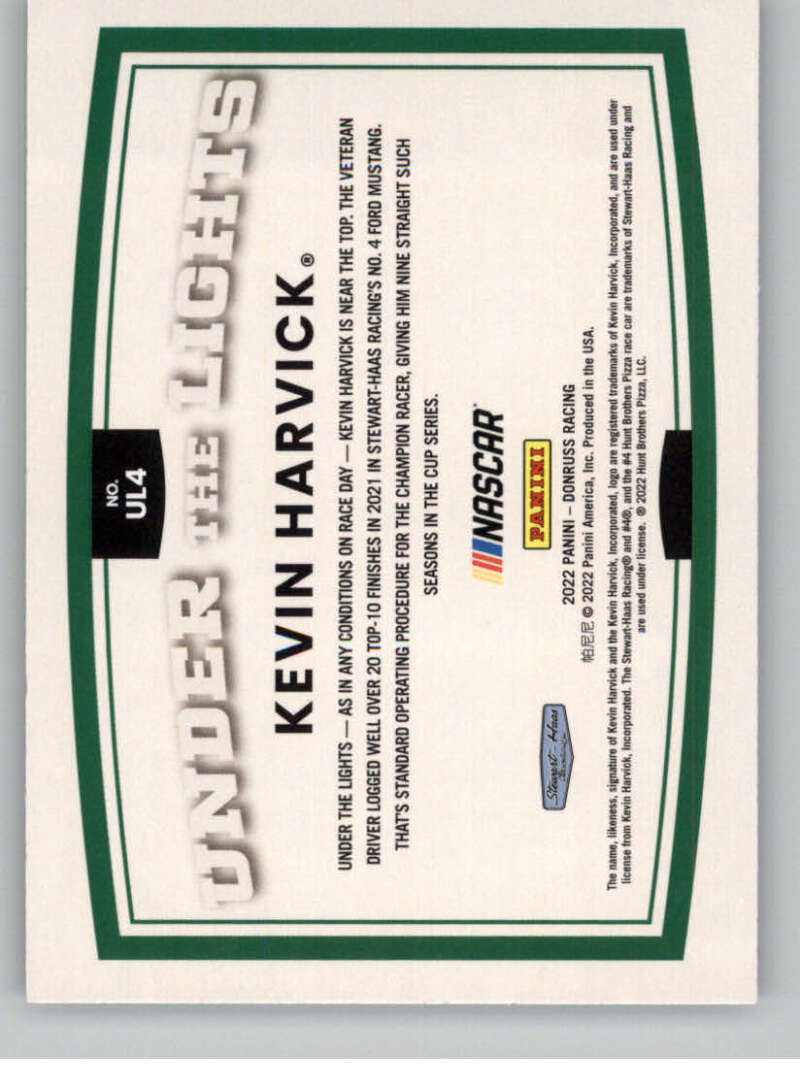 NO.
UL4
UNDER THE LIGHTS
KEVIN HARVICK®
UNDER THE LIGHTS — AS IN ANY CONDITIONS ON RACE DAY — KEVIN HARVICK IS NEAR THE TOP. THE VETERAN
DRIVER LOGGED WELL OVER 20 TOP-10 FINISHES IN 2021 IN STEWART-HAAS RACING'S NO. 4 FORD MUSTANG.
THAT'S STANDARD OPERATING PROCEDURE FOR THE CHAMPION RACER, GIVING HIM NINE STRAIGHT SUCH
SEASONS IN THE CUP SERIES.
NASCAR
PANINI
Stewart-Haas
2022 PANINI – DONRUSS RACING
帕尼尼 © 2022 Panini America, Inc. Produced in the USA.
The name, likeness, signature of Kevin Harvick and the Kevin Harvick, Incorporated, logo are registered trademarks of Kevin Harvick, Incorporated, and are used under
license from Kevin Harvick, Incorporated. The Stewart-Haas Racing® and #4®, and the #4 Hunt Brothers Pizza race car are trademarks of Stewart-Haas Racing and
are used under license. © 2022 Hunt Brothers Pizza, LLC.